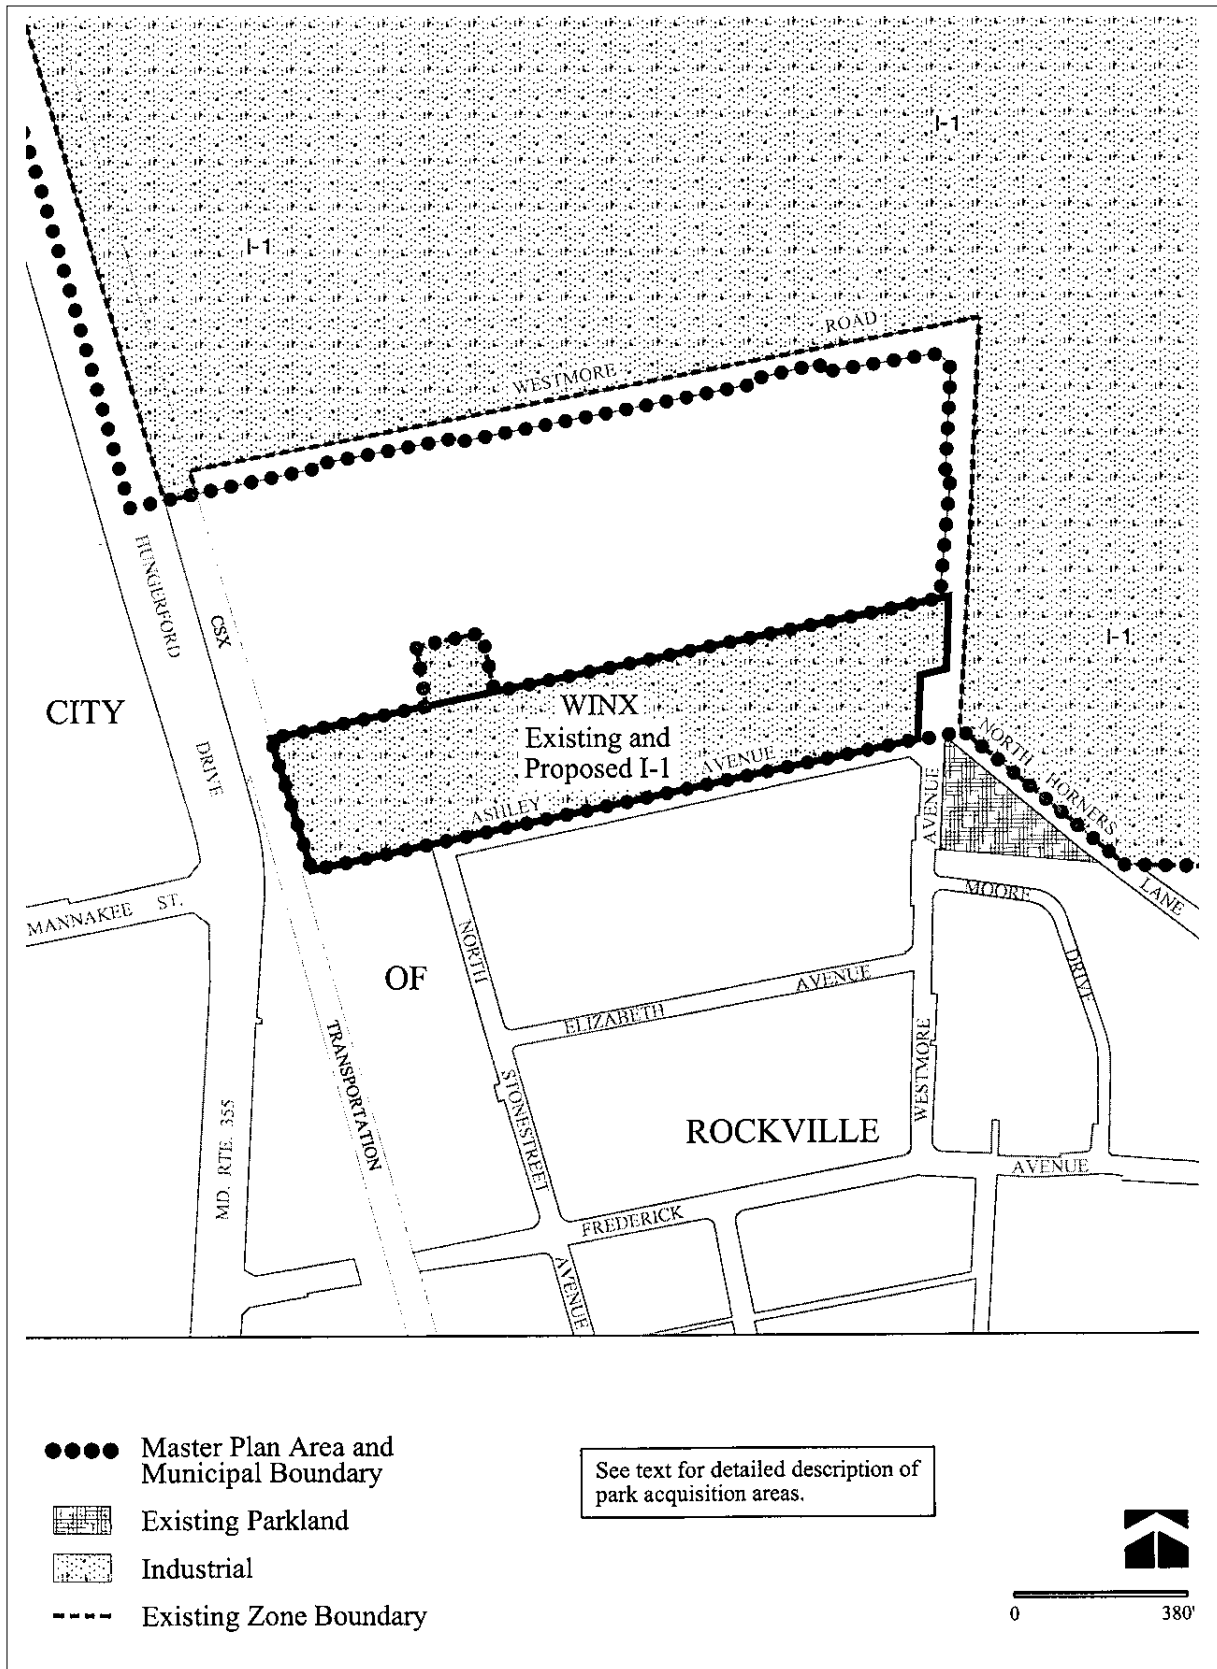 I-1
I-1
ROAD
WESTMORE
HUNGERFORD
CSX
I-1
CITY
WINX
Existing and
Proposed I-1
NORTH HORNERS
DRIVE
AVENUE
ASHLEY
AVENUE
MOORE
LANE
MANNAKEE ST.
NORTH
OF
AVENUE
DRIVE
ELIZABETH
TRANSPORTATION
STONESTREET
WESTMORE
MD. RTE. 355
ROCKVILLE
AVENUE
FREDERICK
AVENUE
Master Plan Area and
Municipal Boundary
See text for detailed description of
park acquisition areas.
Existing Parkland
Industrial
Existing Zone Boundary
0 380'